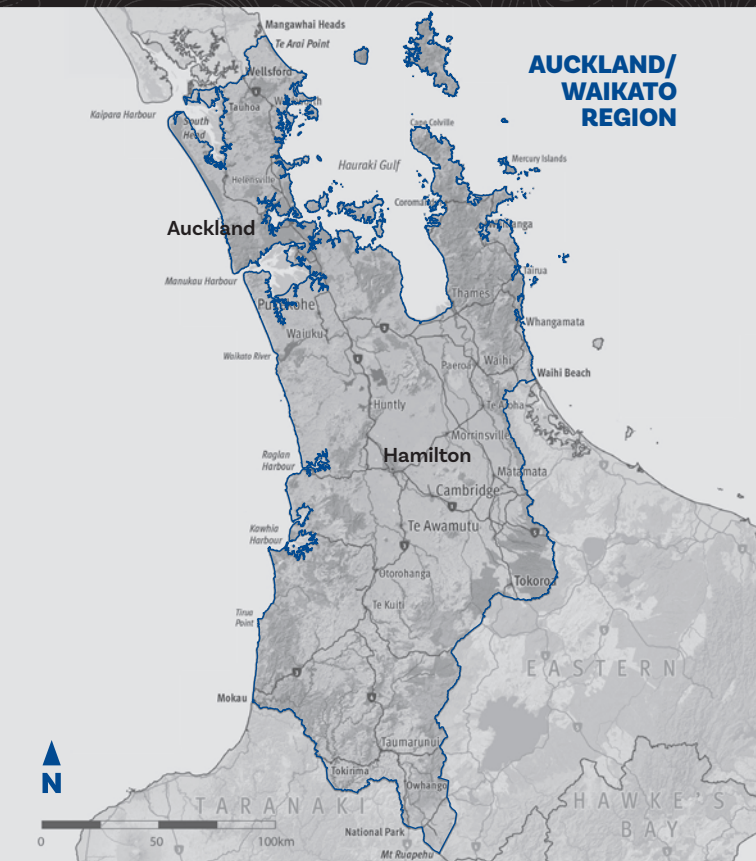 Mangawhai Heads
Te Arai Point
AUCKLAND/
WAIKATO
REGION
Wellsford
Kaipara Harbour
Tauhoa
South
Head
Cape Colville
Hauraki Gulf
Mercury Islands
Helensville
Auckland
Tairua
Manukau Harbour
Thames
Whangamata
Waiuku
Waikato River
Paeroa
Waihi
Waihi Beach
Huntly
Te Aroha
Morrinsville
Raglan
Harbour
Hamilton
Matamata
Cambridge
Kawhia
Harbour
Te Awamutu
Otorohanga
Tokoroa
Te Kuiti
Tirua
Point
EASTERN
Mokau
Taumarunui
N
Tokirima
Owhango
TARANAKI
HAWKE'S
BAY
0
50
100km
National Park
Mt Ruapehu